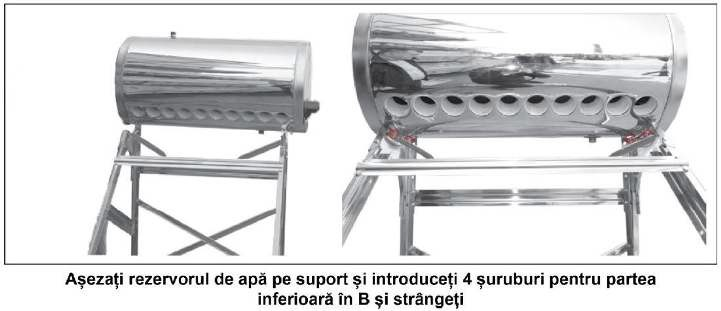 Așezați rezervorul de apă pe suport și introduceți 4 șuruburi pentru partea
inferioară în B și strângeți